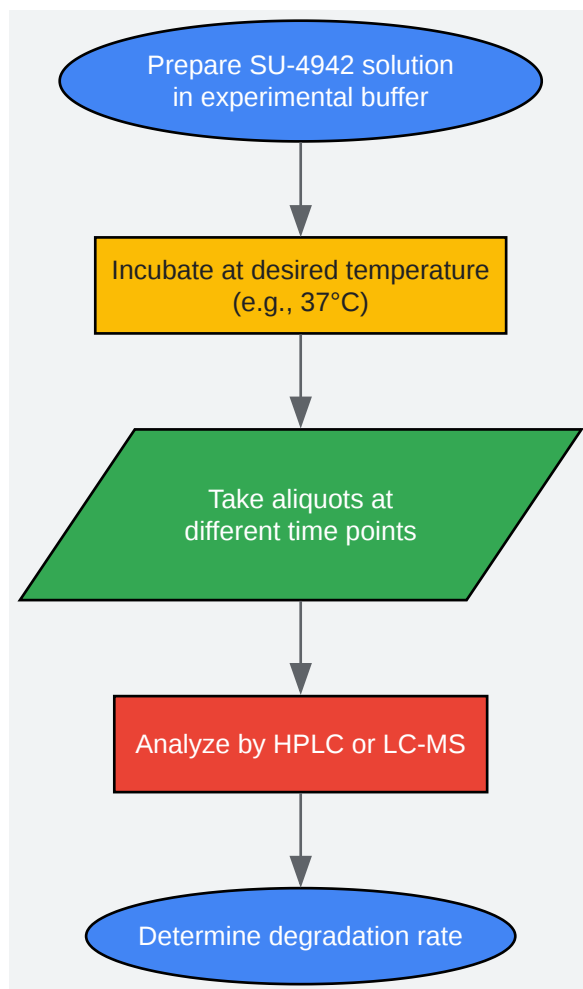 Prepare SU-4942 solution
in experimental buffer
Incubate at desired temperature
(e.g., 37°C)
Take aliquots at
different time points
Analyze by HPLC or LC-MS
Determine degradation rate